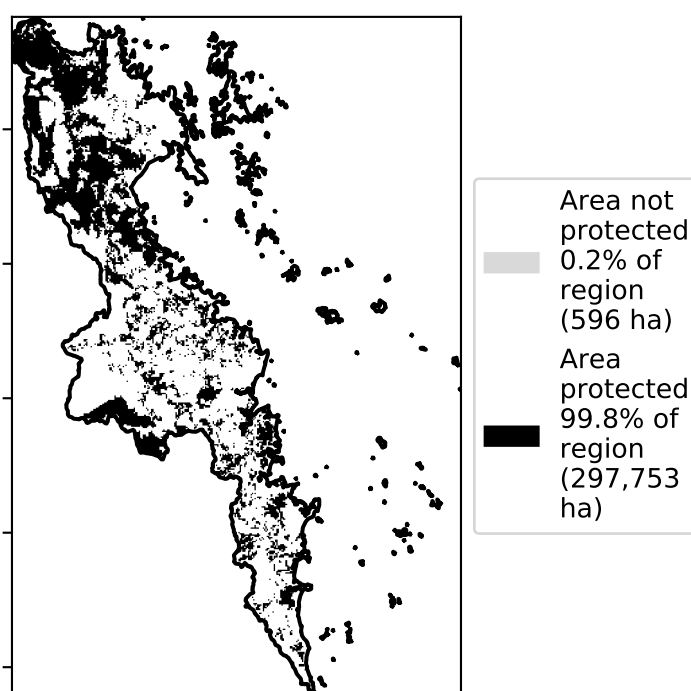 Area not
protected
0.2% of
region
(596 ha)
Area
protected
99.8% of
region
(297,753
ha)